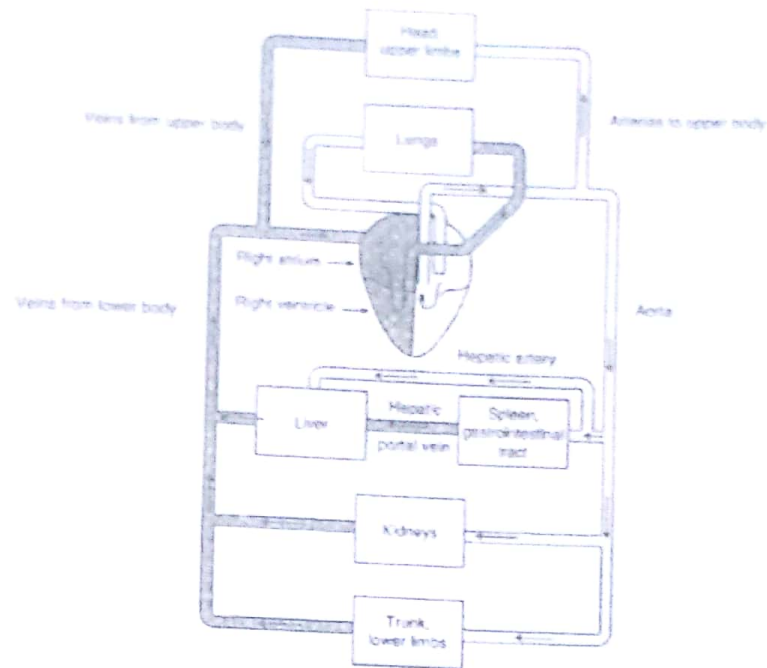 Head,
upper limbs
Veins from upper body
Arteries to upper body
Lungs
Right atrium
Right ventricle
Veins from lower body
Aorta
Hepatic artery
Liver
Hepatic
portal vein
Spleen,
gastrointestinal
tract
Kidneys
Trunk,
lower limbs